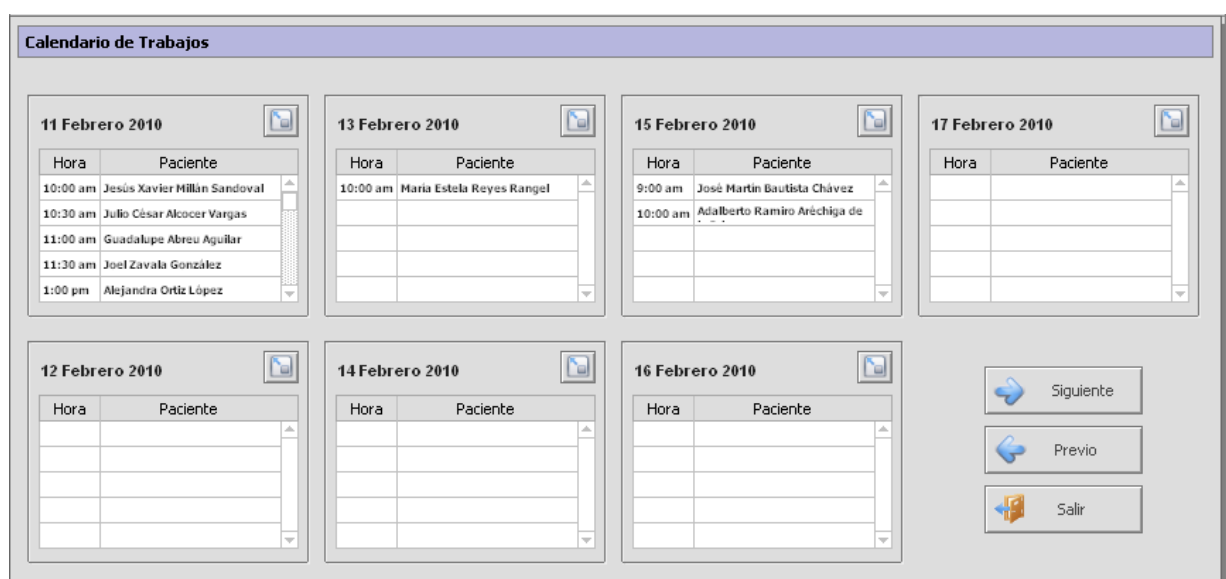 Calendario de Trabajos
11 Febrero 2010
Hora Paciente
10:00 am Jesús Xavier Millán Sandoval
10:30 am Julio César Alcocer Vargas
11:00 am Guadalupe Abreu Aguilar
11:30 am Joel Zavala González
1:00 pm Alejandra Ortiz López
13 Febrero 2010
Hora Paciente
10:00 am María Estela Reyes Rangel
15 Febrero 2010
Hora Paciente
9:00 am José Martín Bautista Chávez
10:00 am Adalberto Ramiro Aréchiga de
17 Febrero 2010
Hora Paciente
12 Febrero 2010
Hora Paciente
14 Febrero 2010
Hora Paciente
16 Febrero 2010
Hora Paciente
Siguiente
Previo
Salir